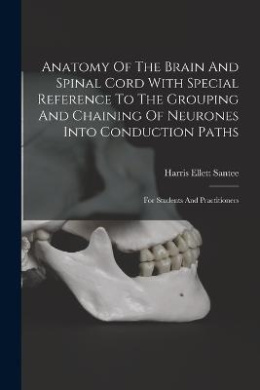 Anatomy Of The Brain And
Spinal Cord With Special
Reference To The Grouping
And Chaining Of Neurones
Into Conduction Paths
Harris Ellett Santee
For Students And Practitioners